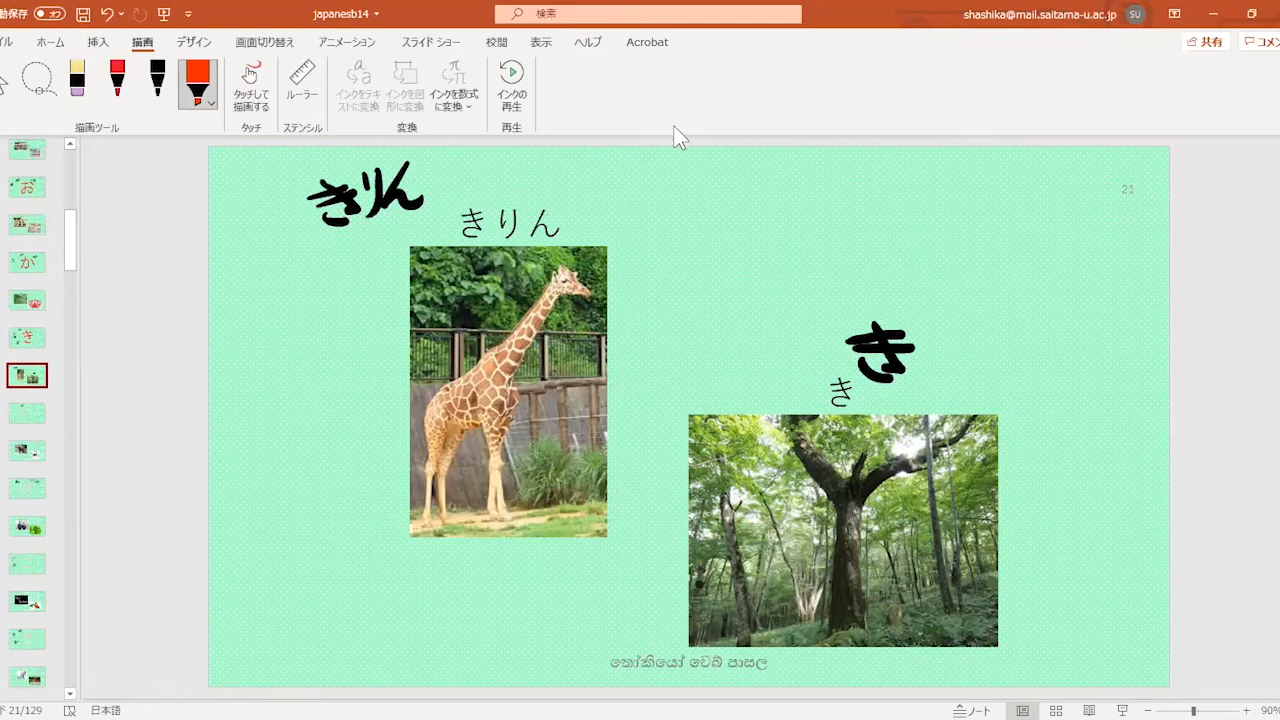 動保存 オフ
japanesb14
検索
shashika@mail.saitama-u.ac.jp SU
イル ホーム 挿入 描画 デザイン 画面切り替え アニメーション スライド ショー 校閲 表示 ヘルプ Acrobat
共有 コメン
タッチして
描画する
ルーラー
インクをテキ
ストに変換
インクを図
形に変換
インクを数式
に変換
インクの
再生
描画ツール タッチ ステンシル 変換 再生
お
か
き
きりん
21
きりん
き
き
තෝකියෝ වෙබ් පාසල
21/129 日本語
ノート
90%